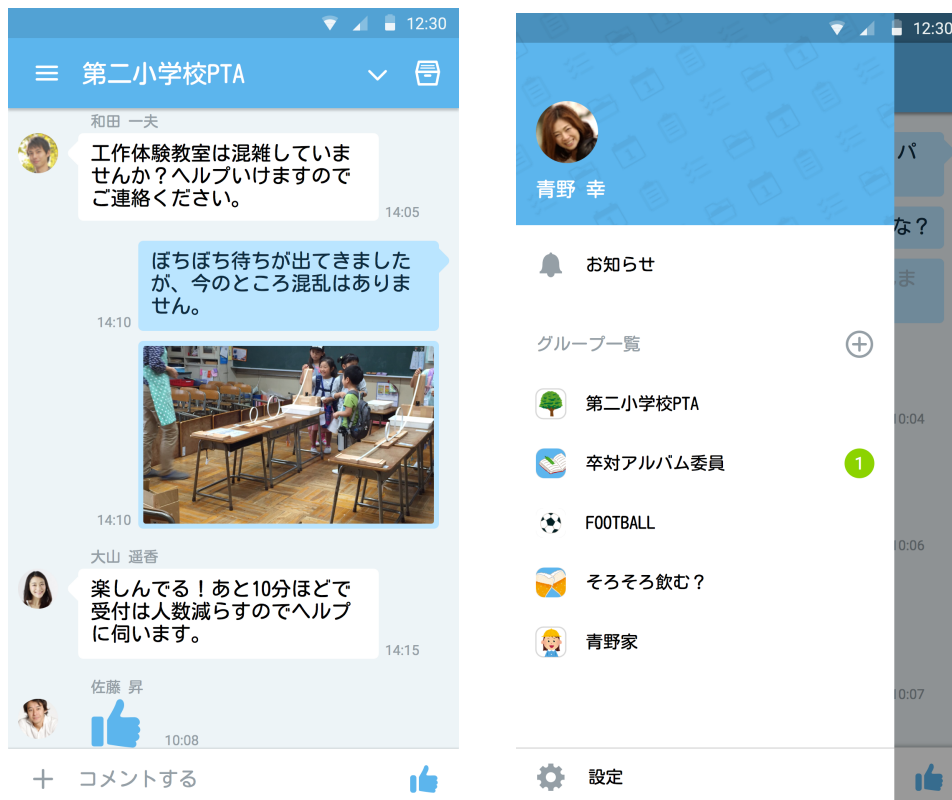 12:30
第二小学校PTA
和田 一夫
工作体験教室は混雑していま
せんか？ヘルプいけますので
ご連絡ください。
14:05
ぼちぼち待ちが出てきました
が、今のところ混乱はありま
せん。
14:10
14:10
大山 遥香
楽しんでる！あと10分ほどで
受付は人数減らすのでヘルプ
に伺います。
14:15
佐藤 昇
10:08
コメントする
12:30
青野 幸
お知らせ
グループ一覧
第二小学校PTA
卒対アルバム委員
1
FOOTBALL
そろそろ飲む？
青野家
設定
パ
な？
ま
10:04
10:06
10:07